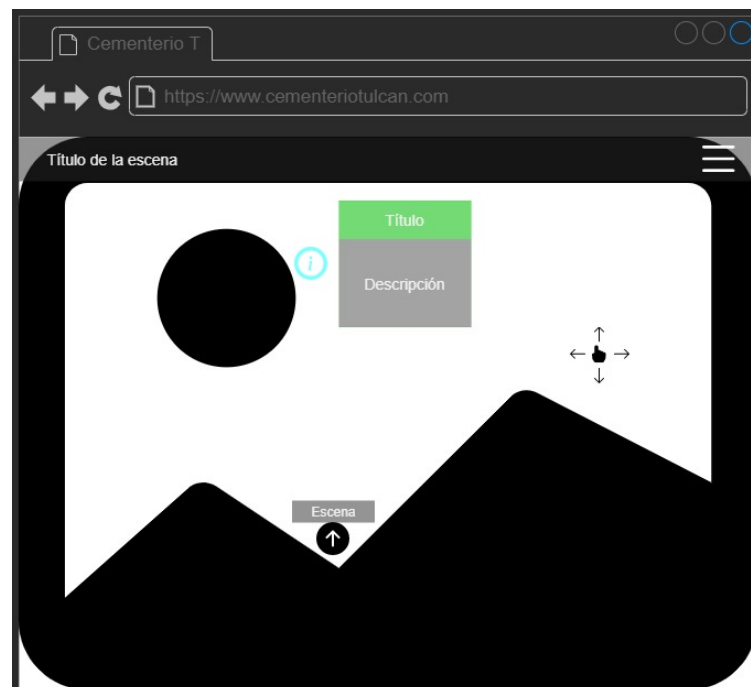 Cementerio T
https://www.cementeriotulcan.com
Título de la escena
Título
i
Descripción
Escena